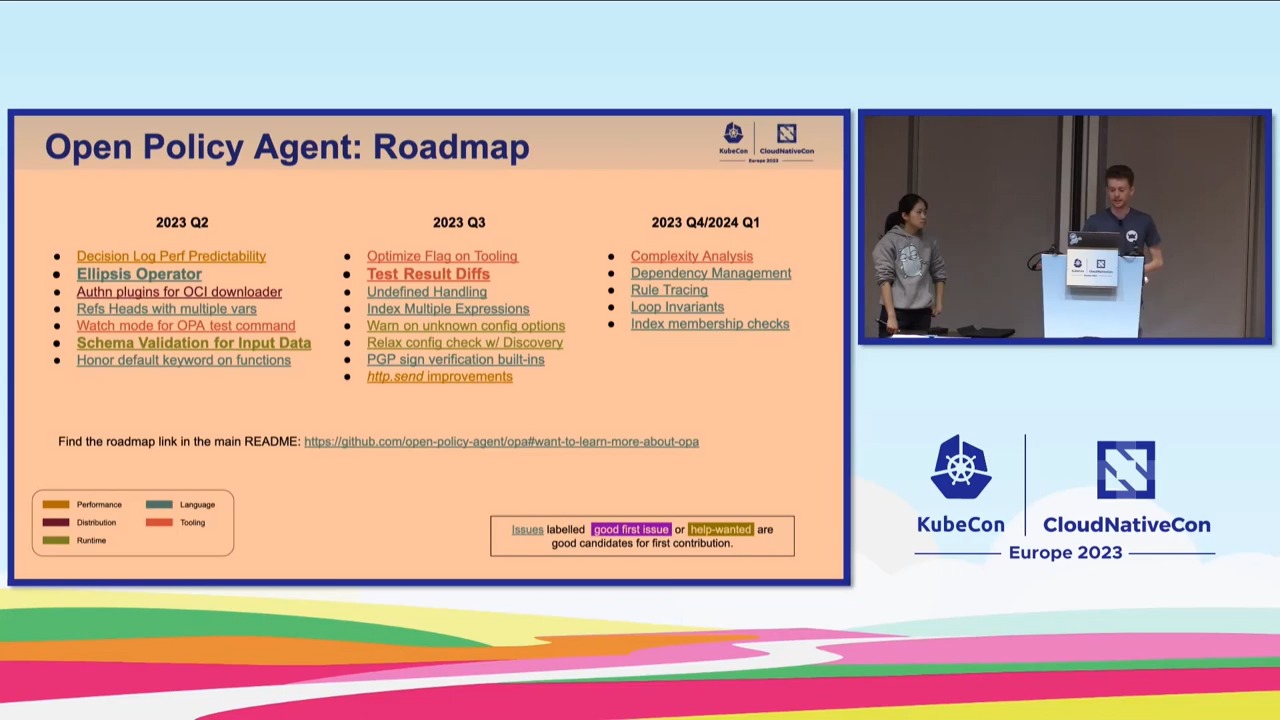 Open Policy Agent: Roadmap
KubeCon
CloudNativeCon
Europe 2023
2023 Q2
Decision Log Perf Predictability
Ellipsis Operator
Authn plugins for OCI downloader
Refs Heads with multiple vars
Watch mode for OPA test command
Schema Validation for Input Data
Honor default keyword on functions
2023 Q3
Optimize Flag on Tooling
Test Result Diffs
Undefined Handling
Index Multiple Expressions
Warn on unknown config options
Relax config check w/ Discovery
PGP sign verification built-ins
http.send improvements
2023 Q4/2024 Q1
Complexity Analysis
Dependency Management
Rule Tracing
Loop Invariants
Index membership checks
Find the roadmap link in the main README: https://github.com/open-policy-agent/opa#want-to-learn-more-about-opa
Performance
Language
Distribution
Tooling
Runtime
Issues labelled good first issue or help-wanted are
good candidates for first contribution.
KubeCon
CloudNativeCon
Europe 2023